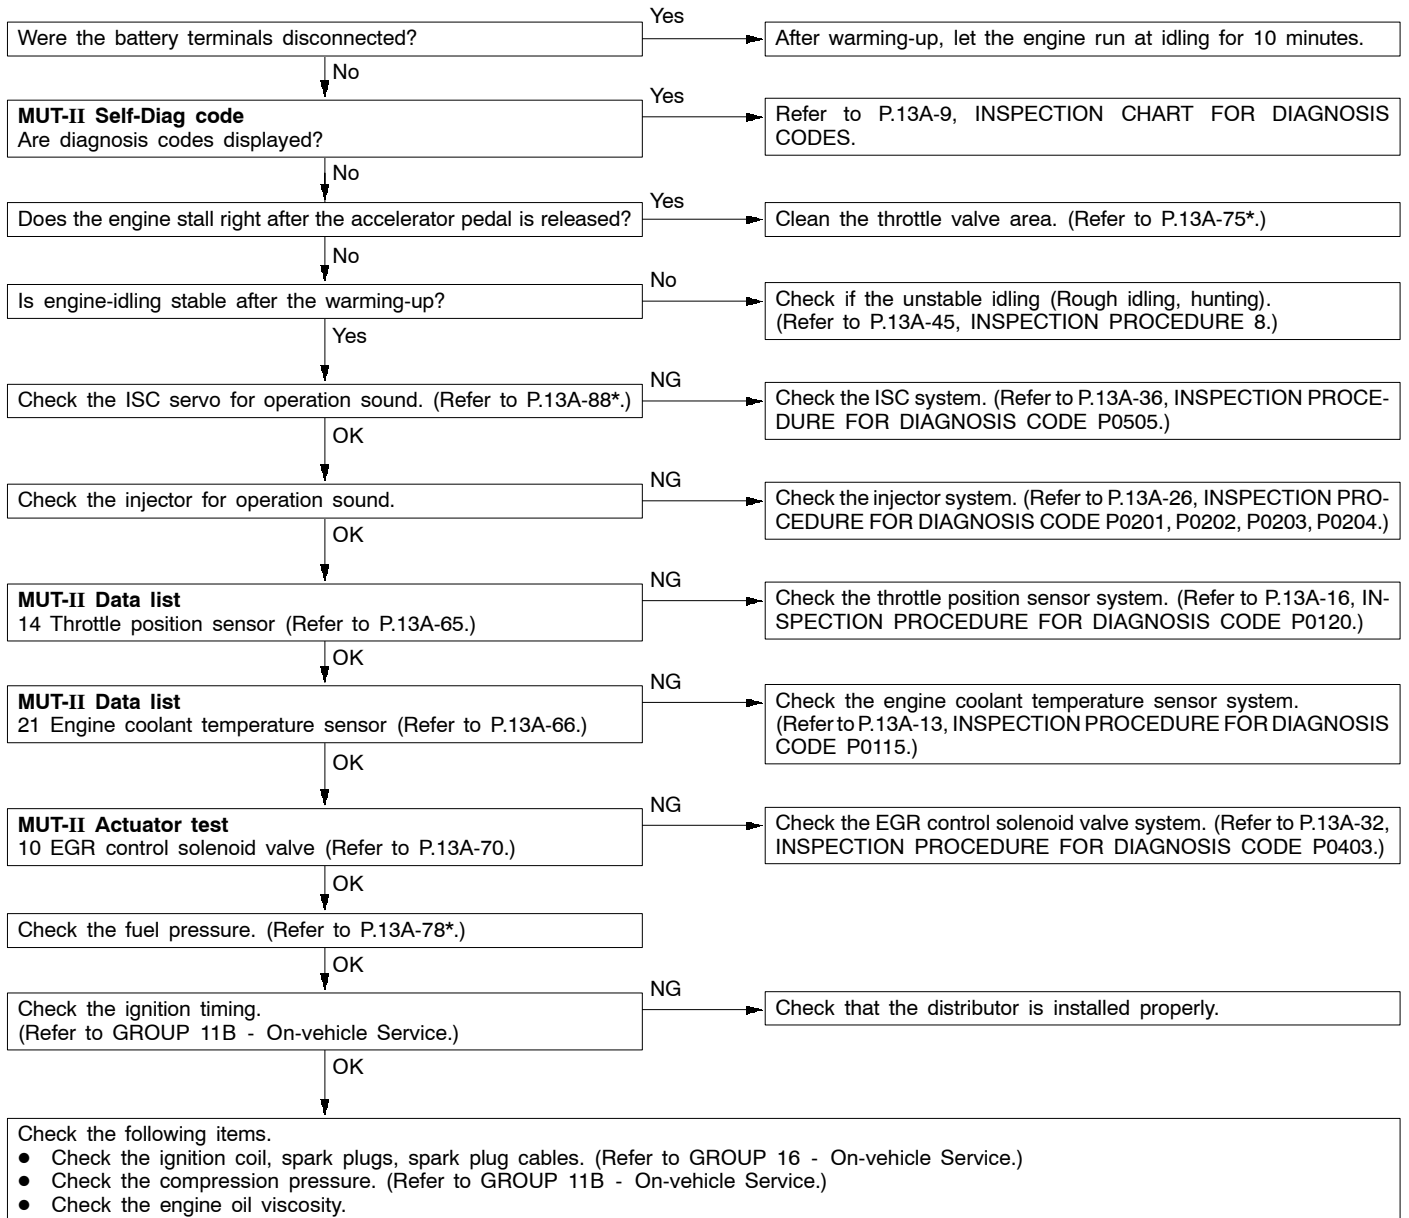 Yes
Were the battery terminals disconnected?
After warming-up, let the engine run at idling for 10 minutes.
No
MUT-II Self-Diag code
Are diagnosis codes displayed?
Yes
Refer to P.13A-9, INSPECTION CHART FOR DIAGNOSIS
CODES.
No
Does the engine stall right after the accelerator pedal is released?
Yes
Clean the throttle valve area. (Refer to P.13A-75*.)
No
Is engine-idling stable after the warming-up?
No
Check if the unstable idling (Rough idling, hunting).
(Refer to P.13A-45, INSPECTION PROCEDURE 8.)
Yes
Check the ISC servo for operation sound. (Refer to P.13A-88*.)
NG
Check the ISC system. (Refer to P.13A-36, INSPECTION PROCE-
DURE FOR DIAGNOSIS CODE P0505.)
OK
Check the injector for operation sound.
NG
Check the injector system. (Refer to P.13A-26, INSPECTION PRO-
CEDURE FOR DIAGNOSIS CODE P0201, P0202, P0203, P0204.)
OK
MUT-II Data list
14 Throttle position sensor (Refer to P.13A-65.)
NG
Check the throttle position sensor system. (Refer to P.13A-16, IN-
SPECTION PROCEDURE FOR DIAGNOSIS CODE P0120.)
OK
MUT-II Data list
21 Engine coolant temperature sensor (Refer to P.13A-66.)
NG
Check the engine coolant temperature sensor system.
(Refer to P.13A-13, INSPECTION PROCEDURE FOR DIAGNOSIS
CODE P0115.)
OK
MUT-II Actuator test
10 EGR control solenoid valve (Refer to P.13A-70.)
NG
Check the EGR control solenoid valve system. (Refer to P.13A-32,
INSPECTION PROCEDURE FOR DIAGNOSIS CODE P0403.)
OK
Check the fuel pressure. (Refer to P.13A-78*.)
OK
Check the ignition timing.
(Refer to GROUP 11B - On-vehicle Service.)
NG
Check that the distributor is installed properly.
OK
Check the following items.
● Check the ignition coil, spark plugs, spark plug cables. (Refer to GROUP 16 - On-vehicle Service.)
● Check the compression pressure. (Refer to GROUP 11B - On-vehicle Service.)
● Check the engine oil viscosity.